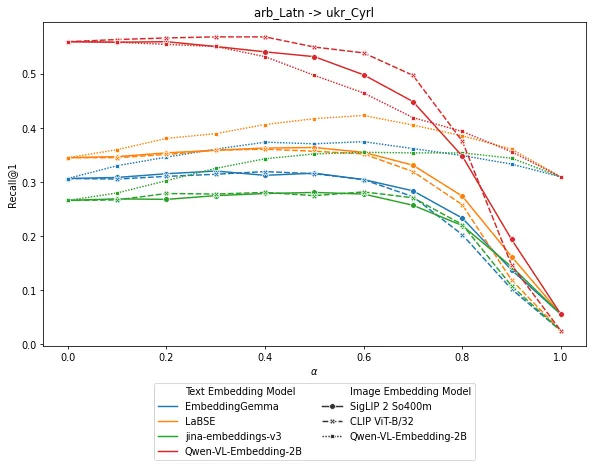 arb_Latn -> ukr_Cyrl
Recall@1
0.5
0.4
0.3
0.2
0.1
0.0
0.0 0.2 0.4 0.6 0.8 1.0
α
Text Embedding Model
EmbeddingGemma
LaBSE
jina-embeddings-v3
Qwen-VL-Embedding-2B
Image Embedding Model
SigLIP 2 So400m
CLIP ViT-B/32
Qwen-VL-Embedding-2B